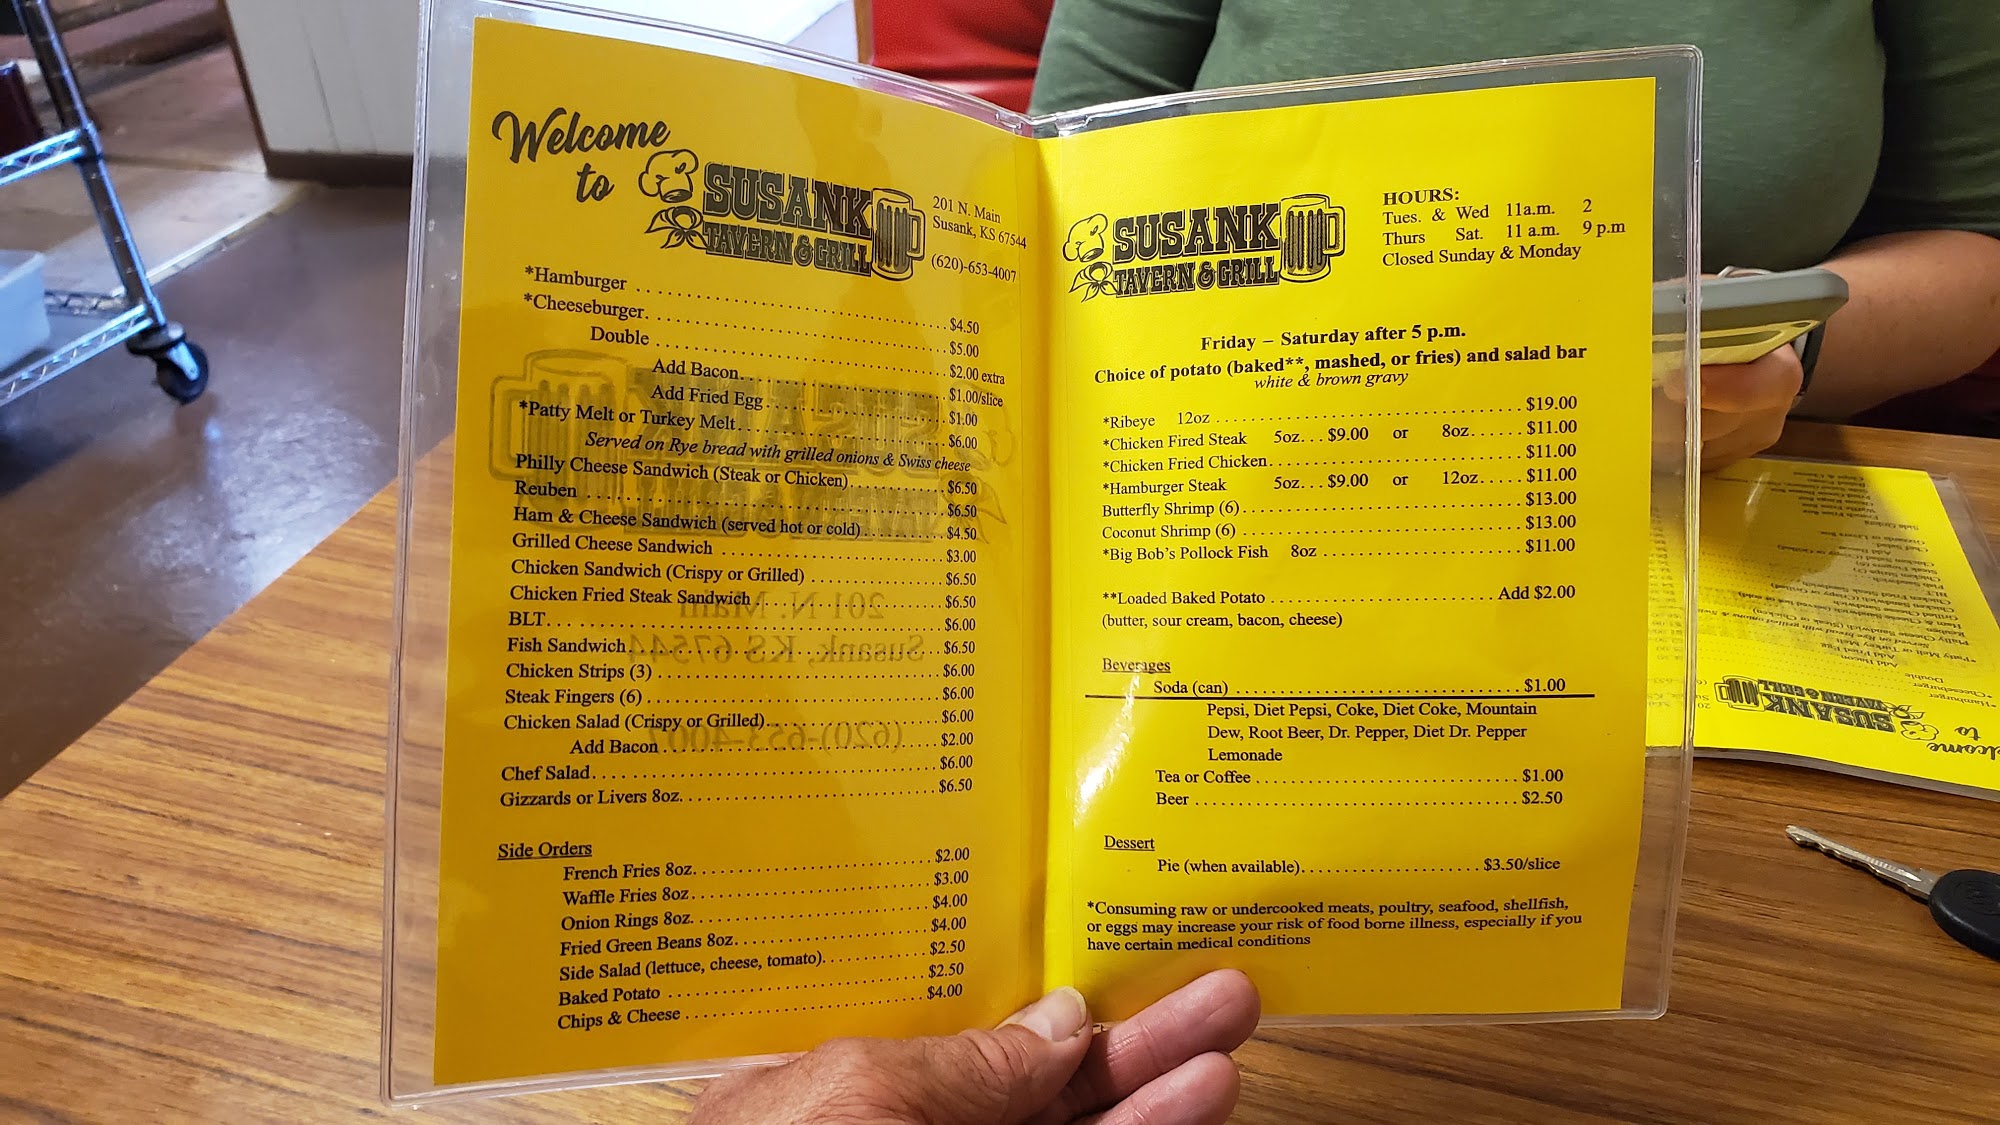 Welcome
to
SUSANK
TAVERN & GRILL
201 N. Main
Susank, KS 67544
(620)-653-4007
*Hamburger $4.50
*Cheeseburger $5.00
Double $2.00 extra
Add Bacon $1.00/slice
Add Fried Egg $1.00
*Patty Melt or Turkey Melt $6.00
Served on Rye bread with grilled onions & Swiss cheese
Philly Cheese Sandwich (Steak or Chicken) $6.50
Reuben $6.50
Ham & Cheese Sandwich (served hot or cold) $4.50
Grilled Cheese Sandwich $3.00
Chicken Sandwich (Crispy or Grilled) $6.50
Chicken Fried Steak Sandwich $6.50
BLT $6.00
Fish Sandwich $6.50
Chicken Strips (3) $6.00
Steak Fingers (6) $6.00
Chicken Salad (Crispy or Grilled) $6.00
Add Bacon $2.00
Chef Salad $6.00
Gizzards or Livers 8oz. $6.50
Side Orders
French Fries 8oz. $2.00
Waffle Fries 8oz $3.00
Onion Rings 8oz. $4.00
Fried Green Beans 8oz $4.00
Side Salad (lettuce, cheese, tomato) $2.50
Baked Potato $2.50
Chips & Cheese $4.00
SUSANK
TAVERN & GRILL
HOURS:
Tues. & Wed 11a.m. 2
Thurs Sat. 11 a.m. 9 p.m
Closed Sunday & Monday
Friday – Saturday after 5 p.m.
Choice of potato (baked**, mashed, or fries) and salad bar
white & brown gravy
*Ribeye 12oz $19.00
*Chicken Fired Steak 5oz... $9.00 or 8oz $11.00
*Chicken Fried Chicken $11.00
*Hamburger Steak 5oz... $9.00 or 12oz $11.00
Butterfly Shrimp (6) $13.00
Coconut Shrimp (6) $13.00
*Big Bob's Pollock Fish 8oz $11.00
**Loaded Baked Potato Add $2.00
(butter, sour cream, bacon, cheese)
Beverages
Soda (can) $1.00
Pepsi, Diet Pepsi, Coke, Diet Coke, Mountain
Dew, Root Beer, Dr. Pepper, Diet Dr. Pepper
Lemonade
Tea or Coffee $1.00
Beer $2.50
Dessert
Pie (when available) $3.50/slice
*Consuming raw or undercooked meats, poultry, seafood, shellfish,
or eggs may increase your risk of food borne illness, especially if you
have certain medical conditions